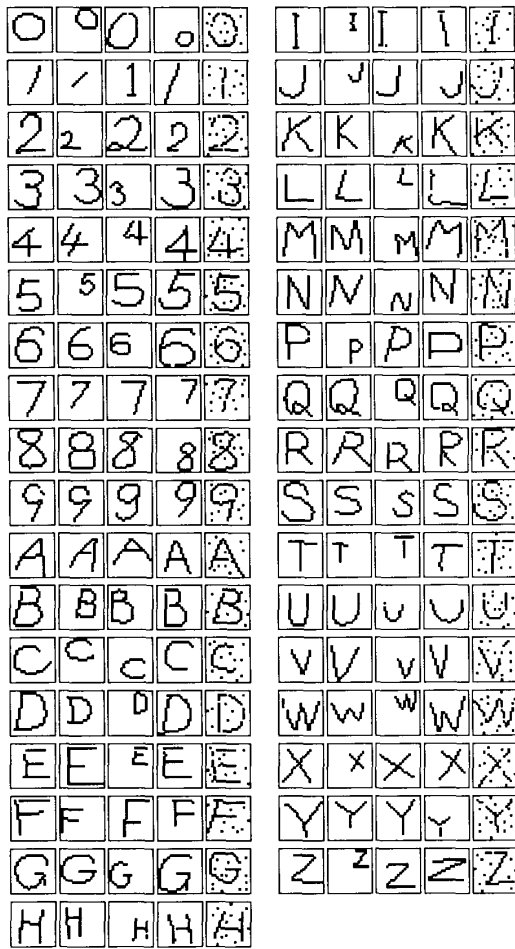 0 0 0 0 0
1 1 1 1 1
2 2 2 2 2
3 3 3 3 3
4 4 4 4 4
5 5 5 5 5
6 6 6 6 6
7 7 7 7 7
8 8 8 8 8
9 9 9 9 9
A A A A A
B B B B B
C C C C C
D D D D D
E E E E E
F F F F F
G G G G G
H H H H H
I I I I I
J J J J J
K K K K K
L L L L L
M M M M M
N N N N N
P P P P P
Q Q Q Q Q
R R R R R
S S S S S
T T T T T
U U U U U
V V V V V
W W W W W
X X X X X
Y Y Y Y Y
Z Z Z Z Z